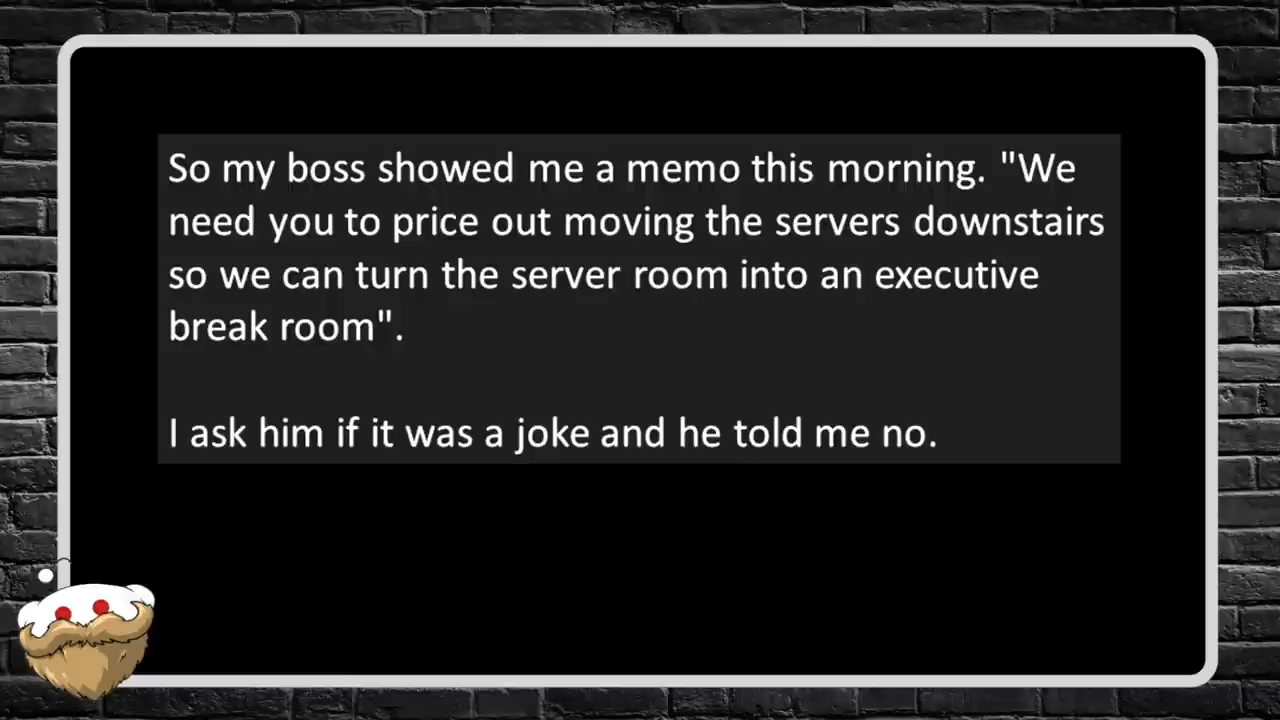 So my boss showed me a memo this morning. "We
need you to price out moving the servers downstairs
so we can turn the server room into an executive
break room".
I ask him if it was a joke and he told me no.